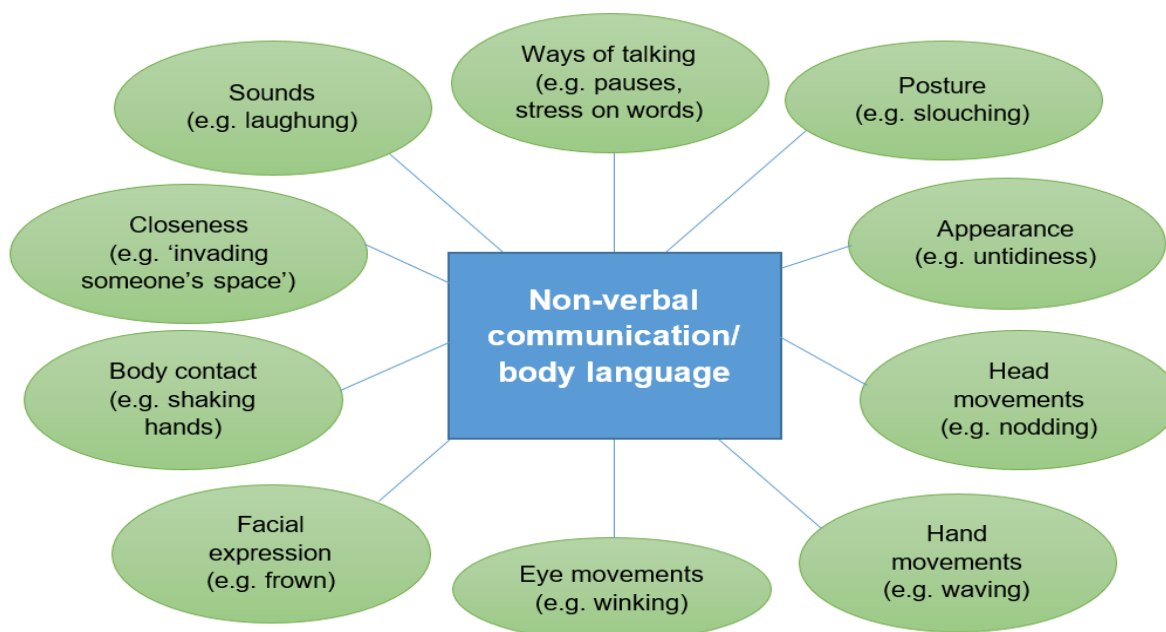 Ways of talking
(e.g. pauses,
stress on words)
Sounds
(e.g. laughung)
Posture
(e.g. slouching)
Closeness
(e.g. ‘invading
someone’s space’)
Appearance
(e.g. untidiness)
Non-verbal
communication/
body language
Body contact
(e.g. shaking
hands)
Head
movements
(e.g. nodding)
Facial
expression
(e.g. frown)
Eye movements
(e.g. winking)
Hand
movements
(e.g. waving)